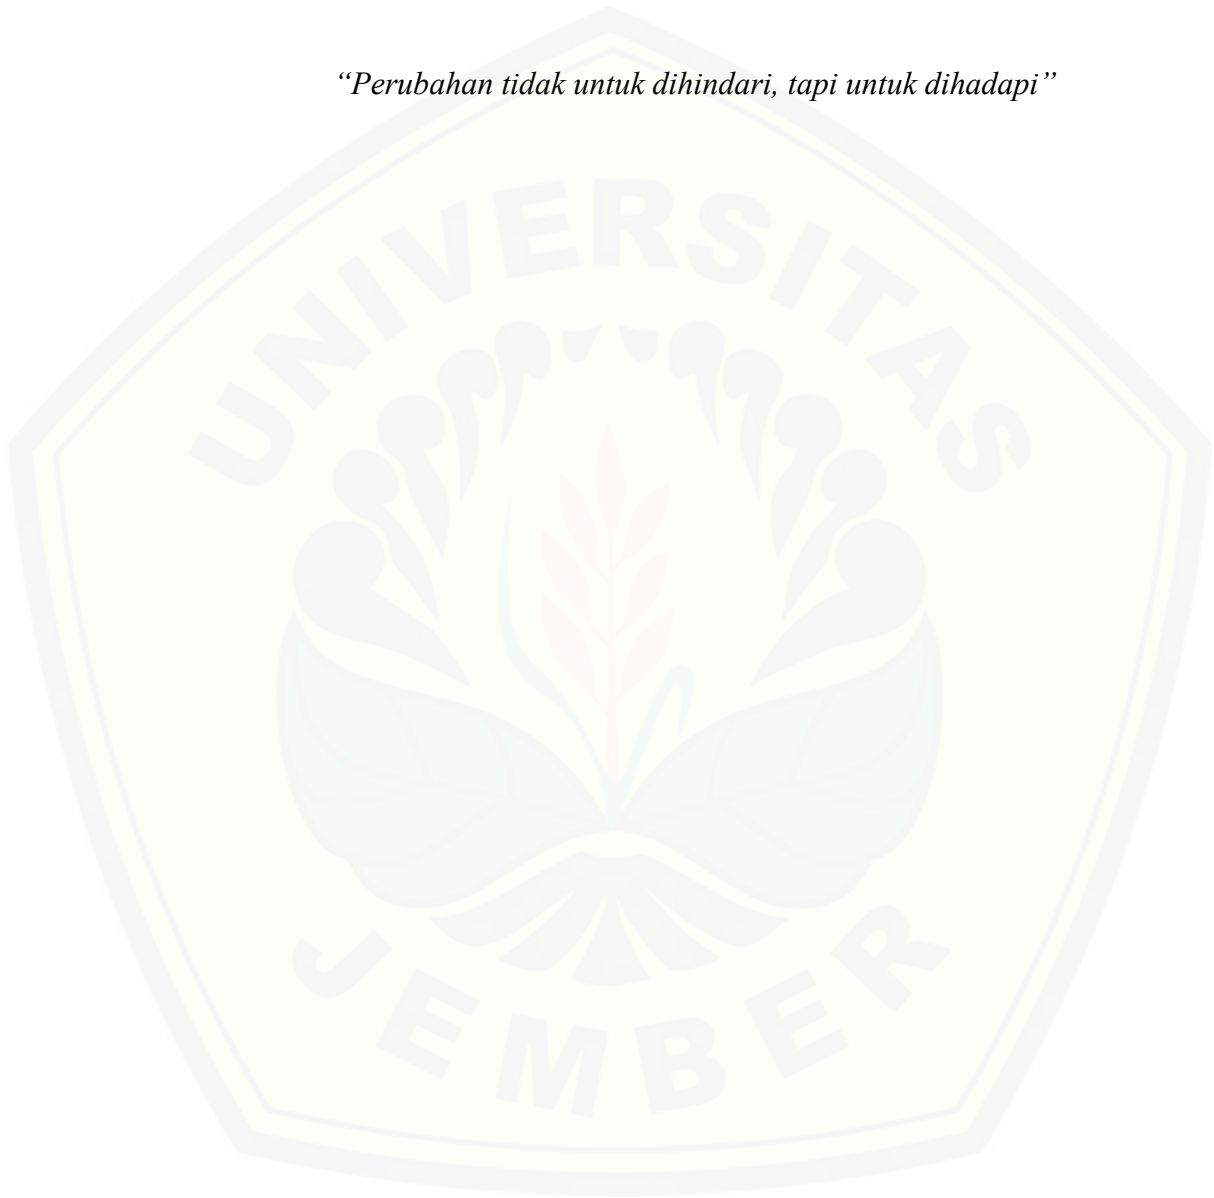 “Perubahan tidak untuk dihindari, tapi untuk dihadapi”
UNIVERSITAS
JEMBER